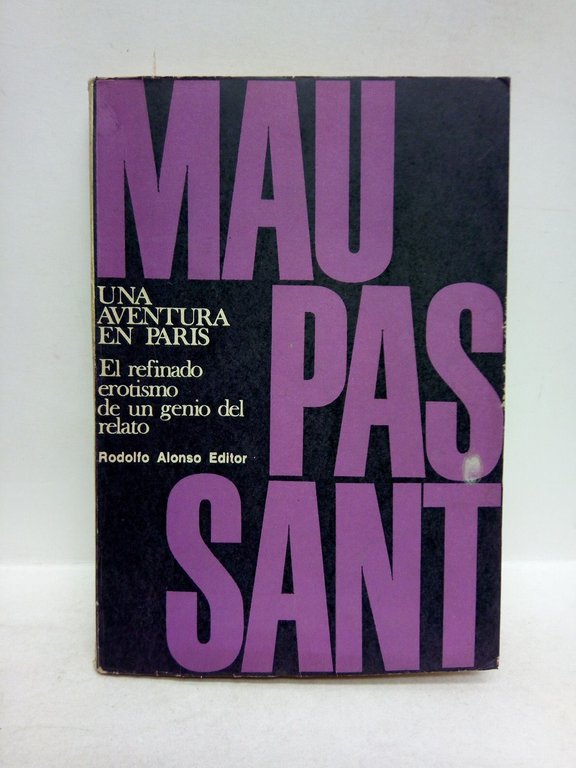 MAU
PAS
SANT
UNA
AVENTURA
EN PARIS
El refinado
erotismo
de un genio del
relato
Rodolfo Alonso Editor